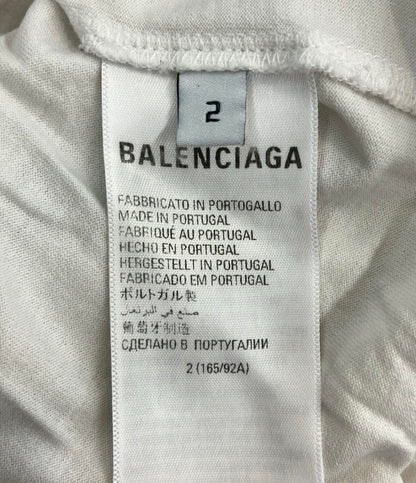 2
BALENCIAGA
FABBRICATO IN PORTOGALLO
MADE IN PORTUGAL
FABRIQUÉ AU PORTUGAL
HECHO EN PORTUGAL
HERGESTELLT IN PORTUGAL
FABRICADO EM PORTUGAL
ポルトガル製
صنع في البرتغال
葡萄牙制造
СДЕЛАНО В ПОРТУГАЛИИ
2 (165/92A)